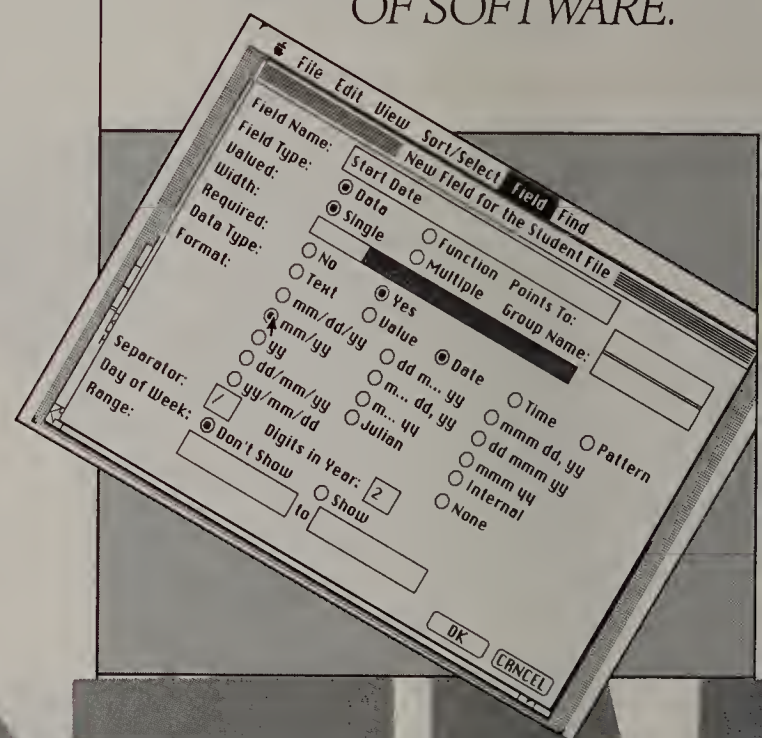 OF SOFTWARE.
File Edit View Sort/Select Field Find
New Field for the Student File
Field Name: Start Date
Field Type: Data Function Points To:
Valued: Single Multiple Group Name:
Width:
Required: No Yes
Data Type: Text Value Date Time Pattern
Format: mm/dd/yy dd m... yy mmm dd, yy
mm/yy m... dd, yy dd mmm yy
yy m... yy mmm yy
dd/mm/yy Julian Internal
yy/mm/dd None
Separator: / Digits in Year: 2
Day of Week: Don't Show Show
Range: to
OK CANCEL